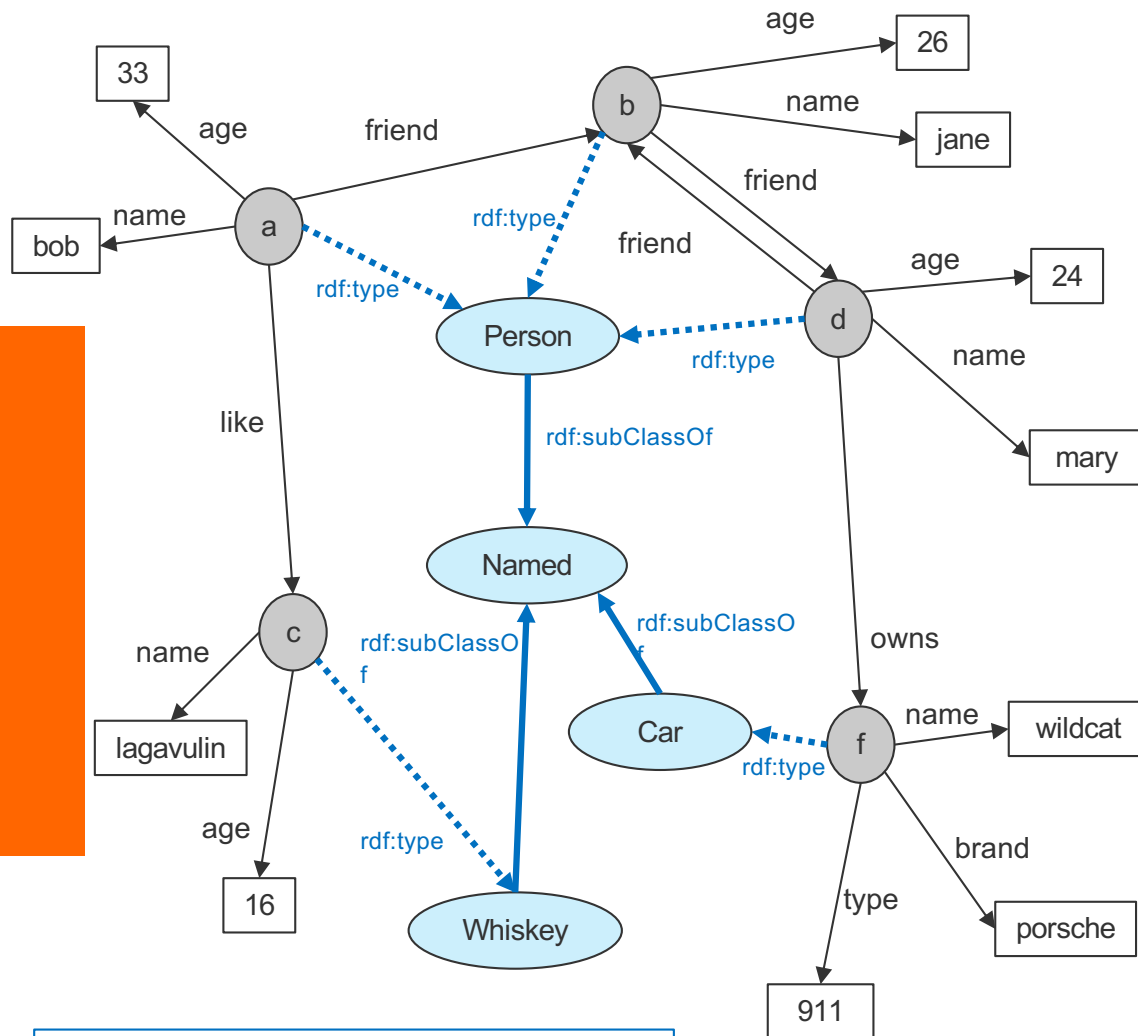 age
26
33
b
name
age
friend
jane
friend
rdf:type
name
a
bob
friend
age
24
rdf:type
Person
d
rdf:type
name
like
rdf:subClassOf
mary
Named
rdf:subClassO
f
rdf:subClassO
f
c
name
owns
name
wildcat
lagavulin
Car
f
rdf:type
age
rdf:type
brand
16
type
Whiskey
porsche
911